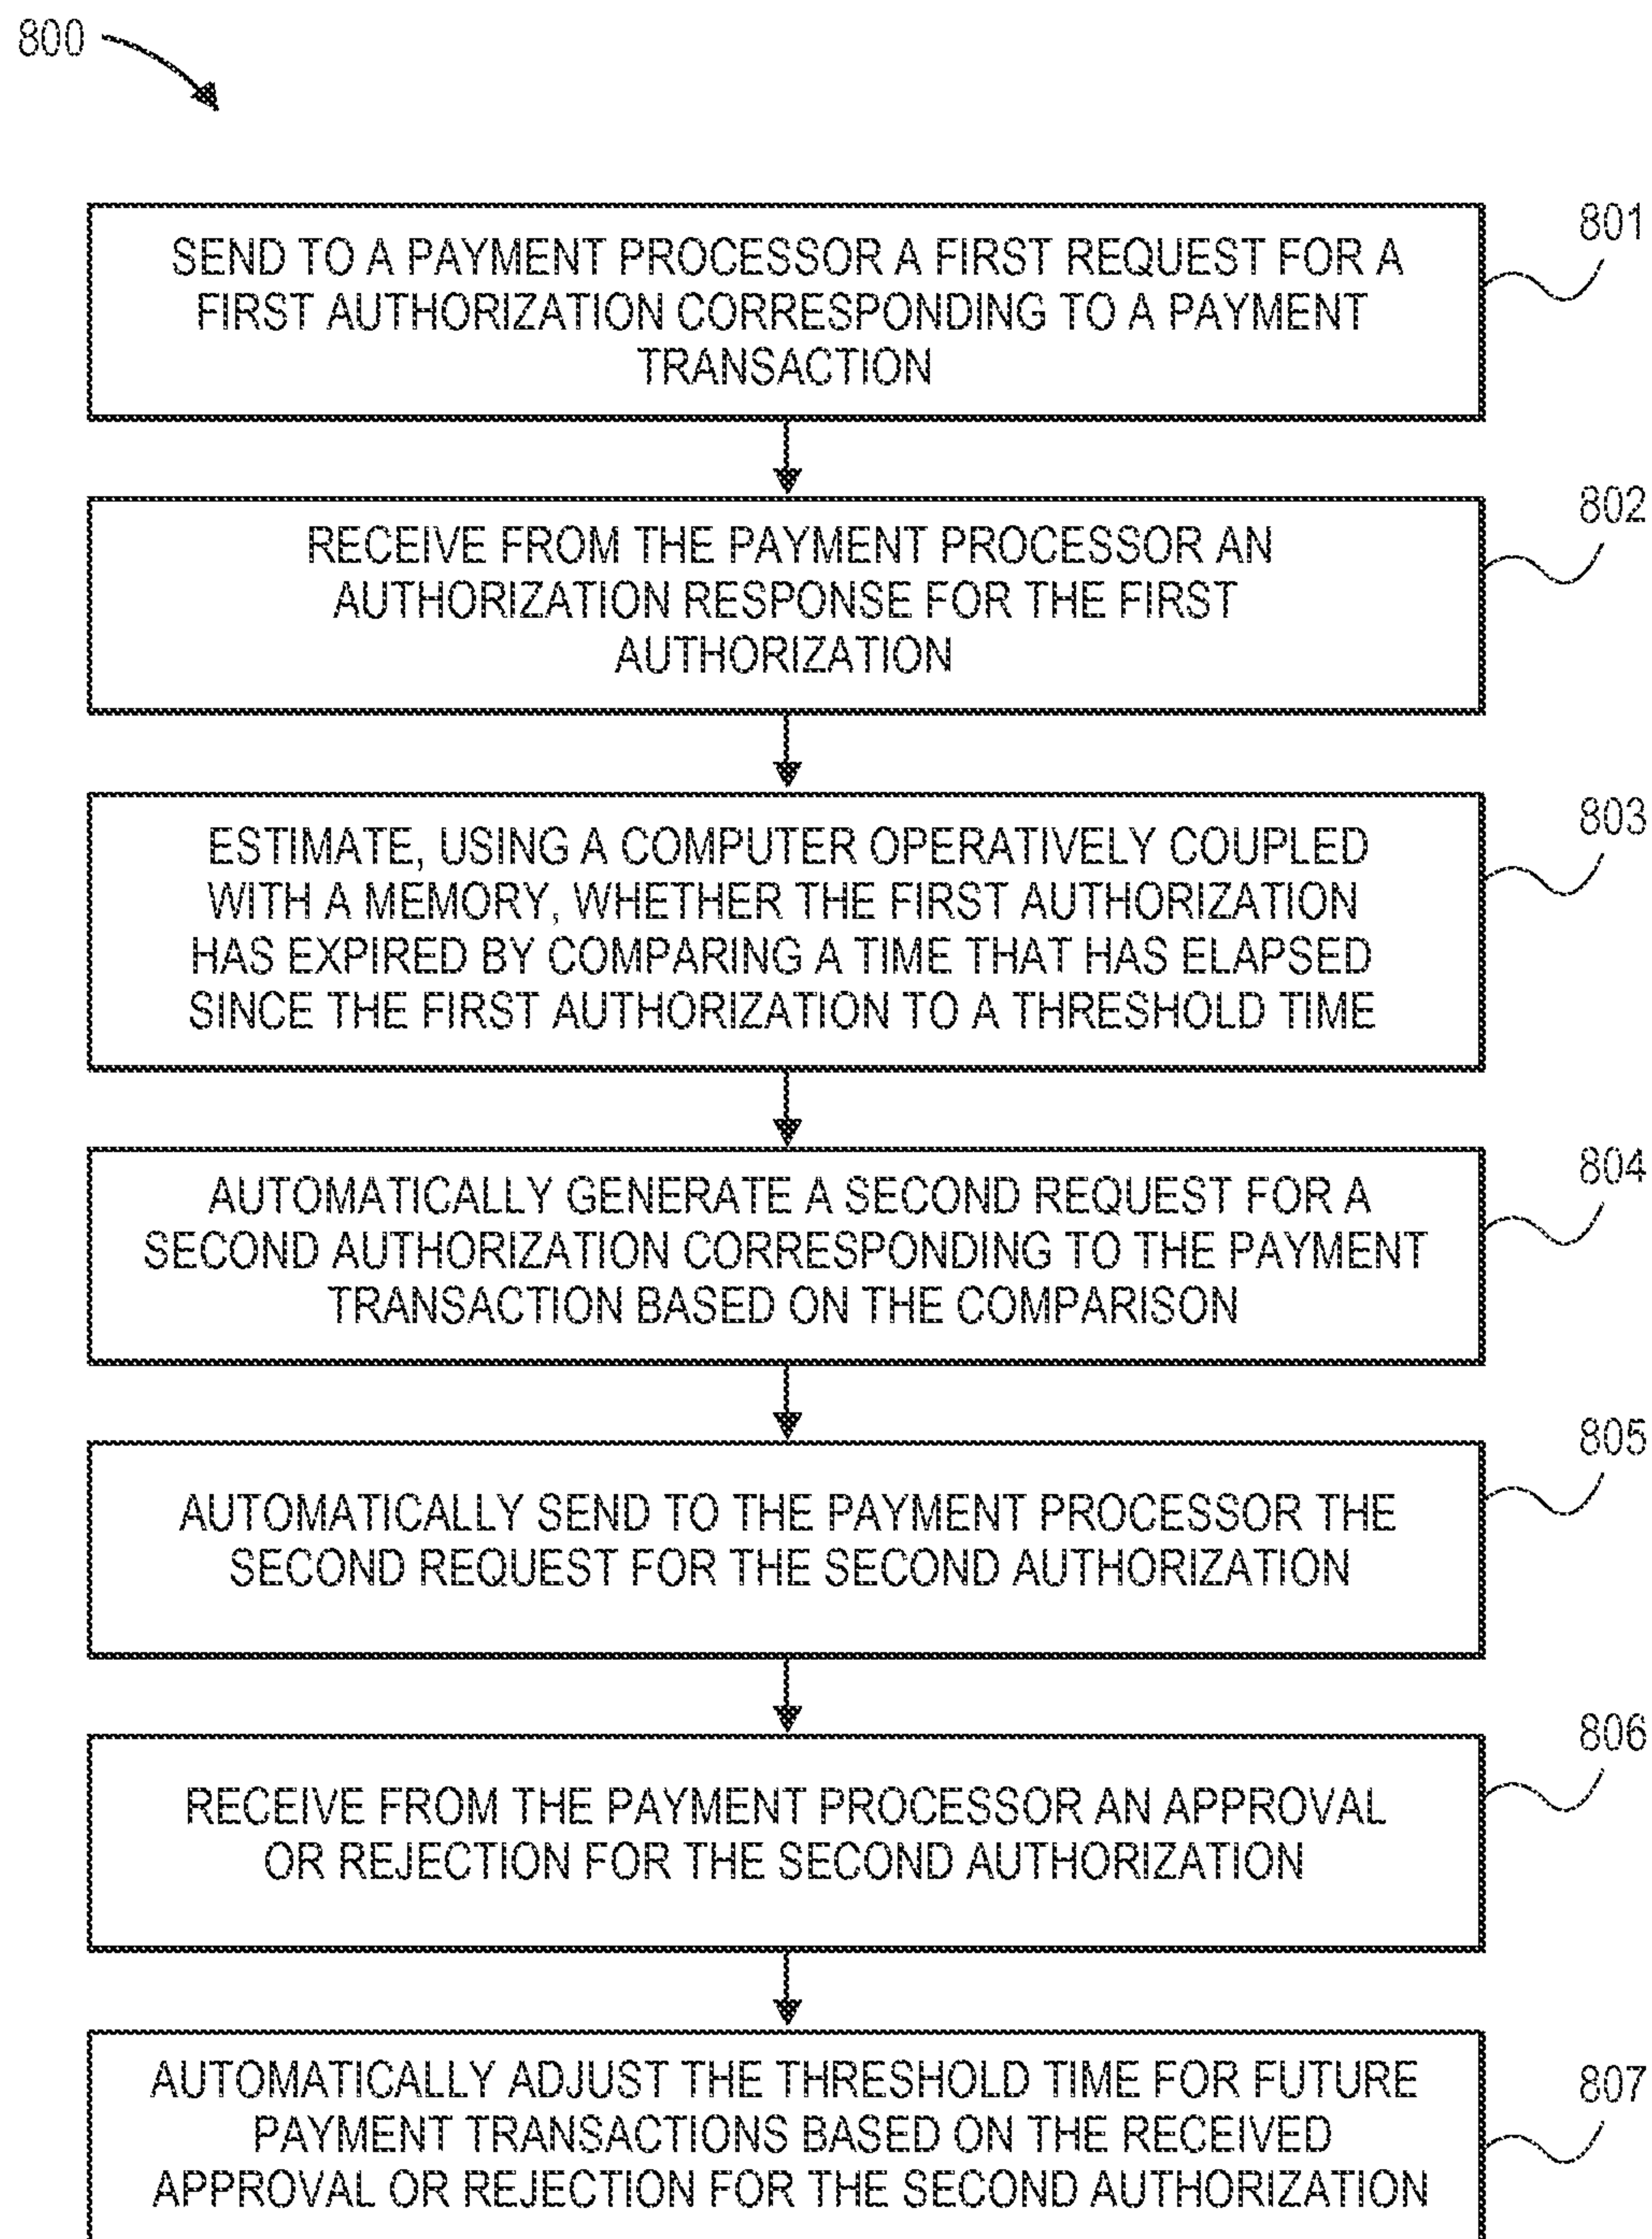 800
801
SEND TO A PAYMENT PROCESSOR A FIRST REQUEST FOR A
FIRST AUTHORIZATION CORRESPONDING TO A PAYMENT
TRANSACTION
802
RECEIVE FROM THE PAYMENT PROCESSOR AN
AUTHORIZATION RESPONSE FOR THE FIRST
AUTHORIZATION
803
ESTIMATE, USING A COMPUTER OPERATIVELY COUPLED
WITH A MEMORY, WHETHER THE FIRST AUTHORIZATION
HAS EXPIRED BY COMPARING A TIME THAT HAS ELAPSED
SINCE THE FIRST AUTHORIZATION TO A THRESHOLD TIME
804
AUTOMATICALLY GENERATE A SECOND REQUEST FOR A
SECOND AUTHORIZATION CORRESPONDING TO THE PAYMENT
TRANSACTION BASED ON THE COMPARISON
805
AUTOMATICALLY SEND TO THE PAYMENT PROCESSOR THE
SECOND REQUEST FOR THE SECOND AUTHORIZATION
806
RECEIVE FROM THE PAYMENT PROCESSOR AN APPROVAL
OR REJECTION FOR THE SECOND AUTHORIZATION
807
AUTOMATICALLY ADJUST THE THRESHOLD TIME FOR FUTURE
PAYMENT TRANSACTIONS BASED ON THE RECEIVED
APPROVAL OR REJECTION FOR THE SECOND AUTHORIZATION